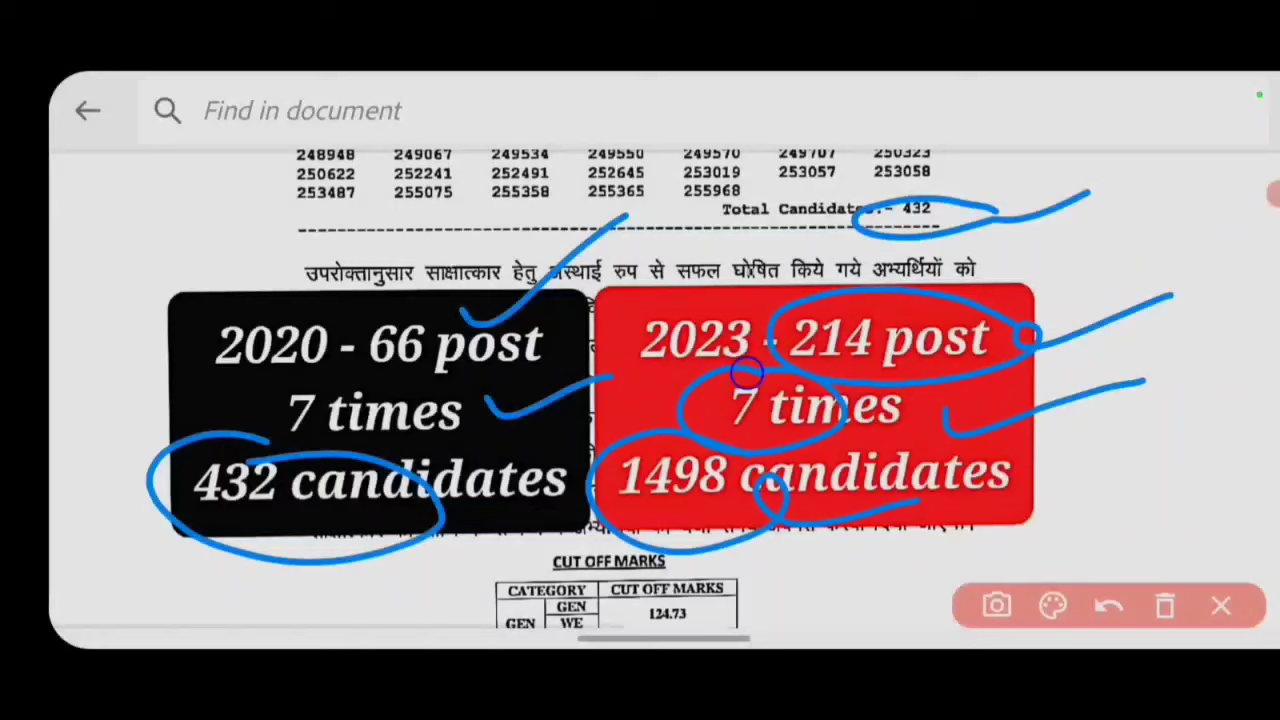 Find in document
248948 249067 249534 249550 249570 249707 250323
250622 252241 252491 252645 253019 253057 253058
253487 255075 255358 255365 255968
Total Candidates:- 432
उपरोक्तानुसार साक्षात्कार हेतु अस्थाई रुप से सफल घोषित किये गये अभ्यर्थियों को
2020 - 66 post
7 times
432 candidates
2023 - 214 post
7 times
1498 candidates
CUT OFF MARKS
CATEGORY CUT OFF MARKS
GEN GEN 124.73
WE